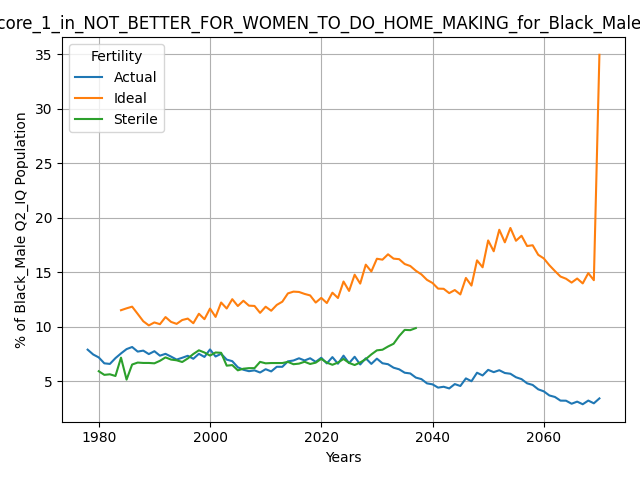 core_1_in_NOT_BETTER_FOR_WOMEN_TO_DO_HOME_MAKING_for_Black_Male
Fertility
Actual
Ideal
Sterile
% of Black_Male Q2_IQ Population
35
30
25
20
15
10
5
1980 2000 2020 2040 2060
Years